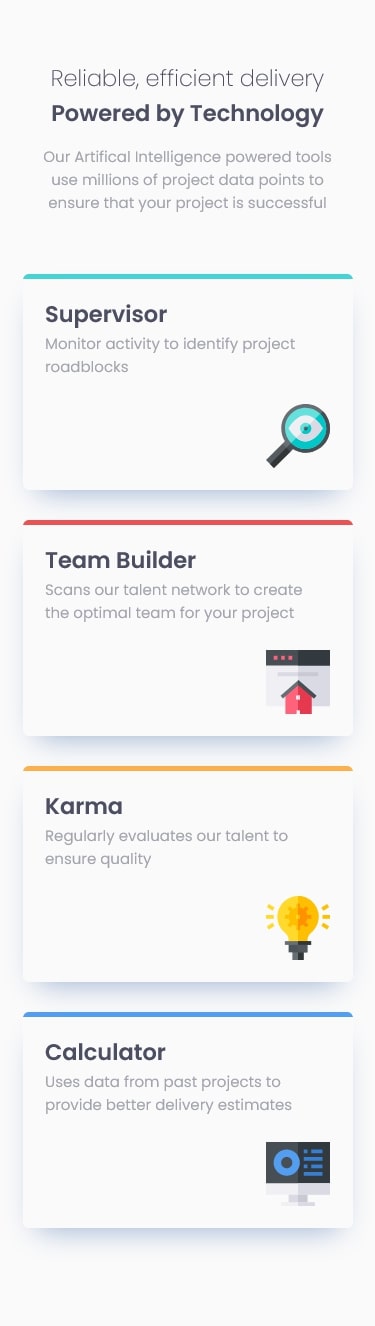 Reliable, efficient delivery
Powered by Technology
Our Artifical Intelligence powered tools
use millions of project data points to
ensure that your project is successful
Supervisor
Monitor activity to identify project
roadblocks
Team Builder
Scans our talent network to create
the optimal team for your project
Karma
Regularly evaluates our talent to
ensure quality
Calculator
Uses data from past projects to
provide better delivery estimates